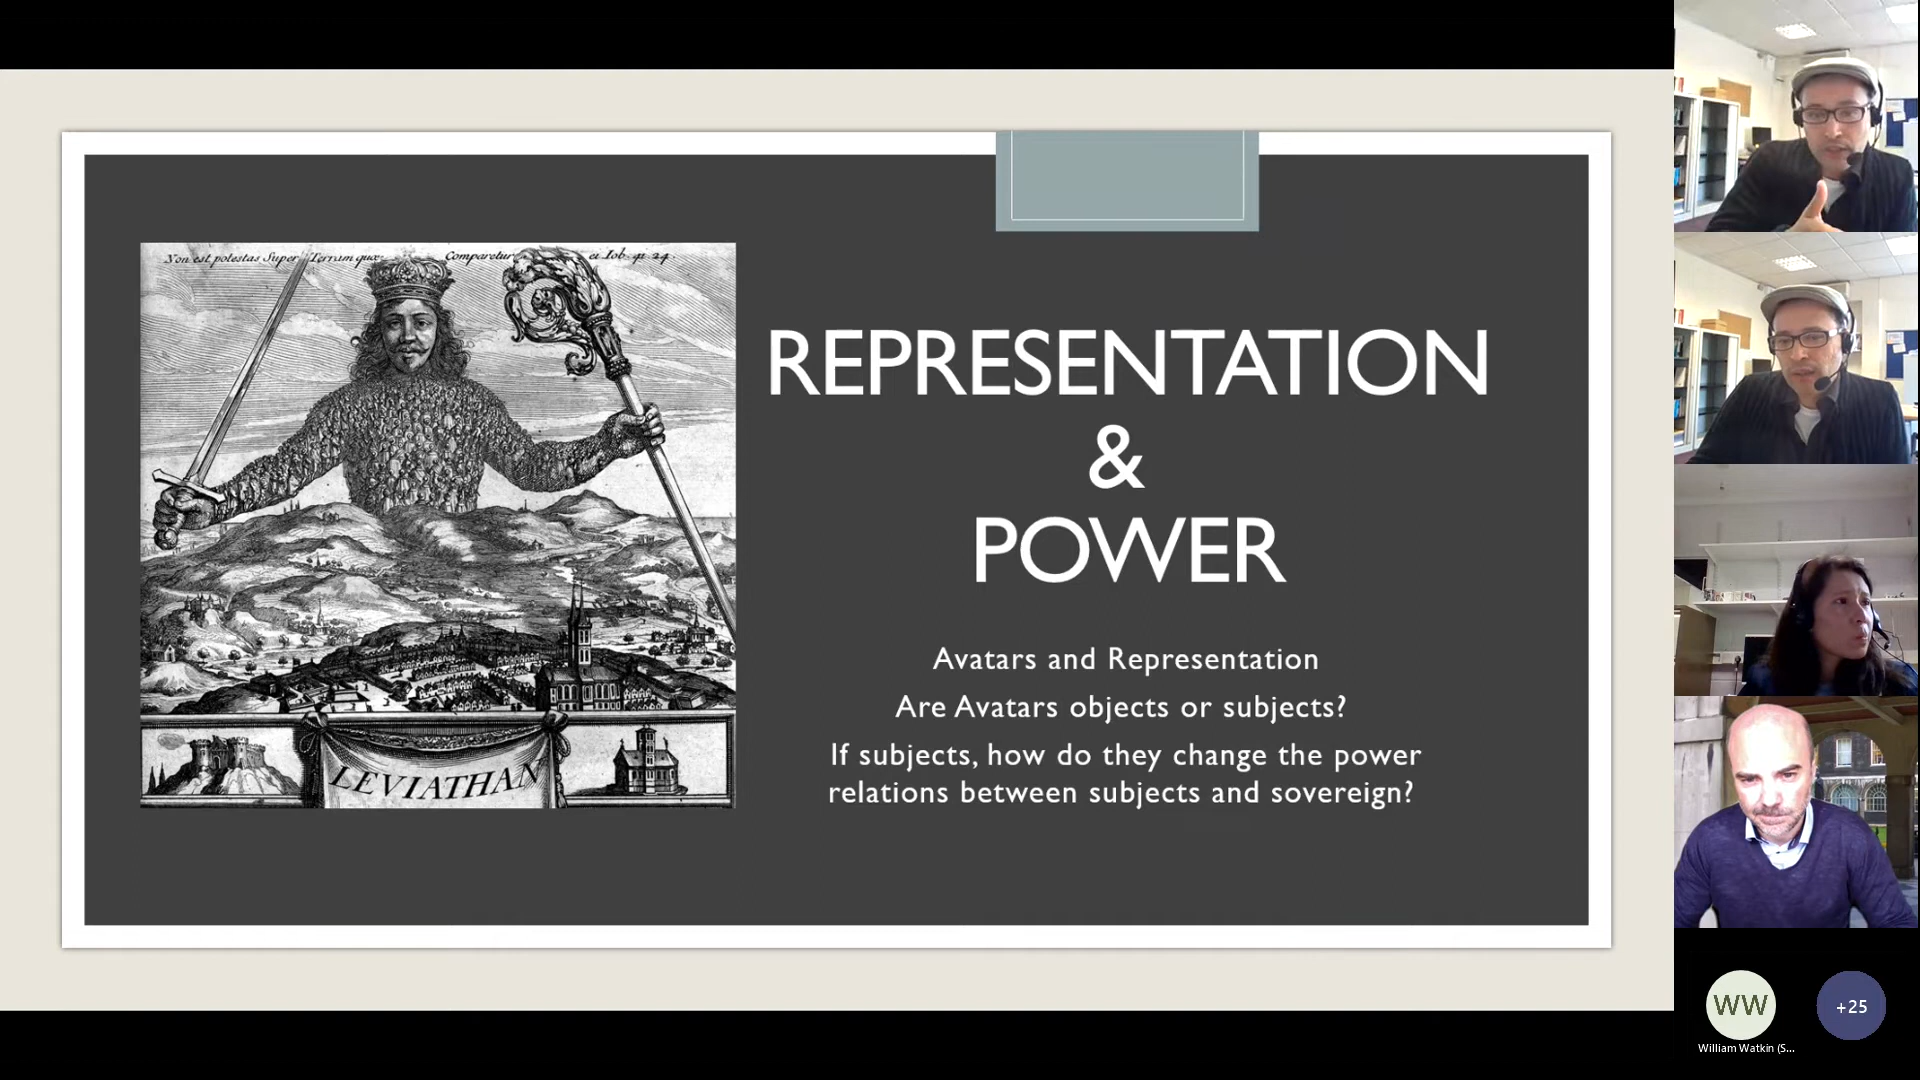 Non est potestas Super Terram quæ Comparetur ei Iob. 41. 24.
REPRESENTATION
&
POWER
Avatars and Representation
Are Avatars objects or subjects?
If subjects, how do they change the power
relations between subjects and sovereign?
LEVIATHAN
WW
+25
William Watkin (S...